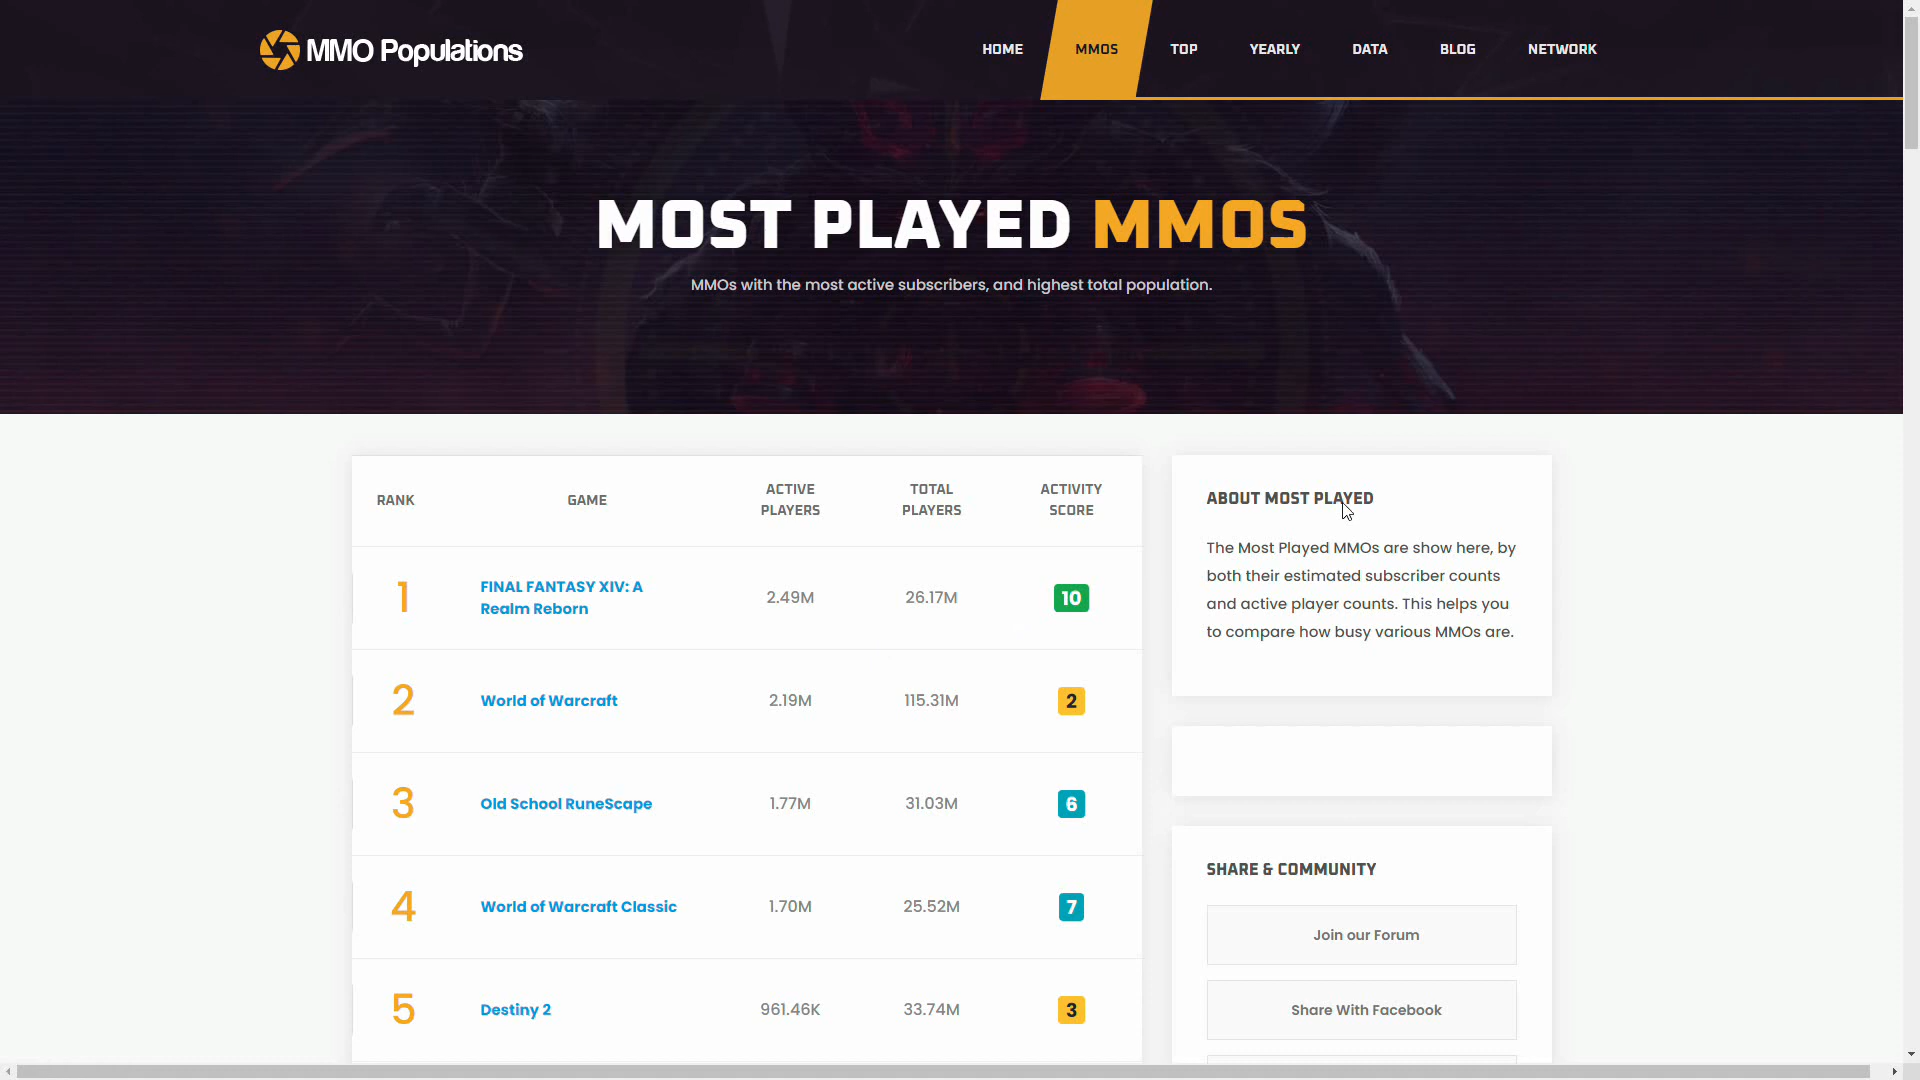 MMO Populations
HOME MMOS TOP YEARLY DATA BLOG NETWORK
MOST PLAYED MMOS
MMOs with the most active subscribers, and highest total population.
RANK GAME ACTIVE PLAYERS TOTAL PLAYERS ACTIVITY SCORE
1 FINAL FANTASY XIV: A Realm Reborn 2.49M 26.17M 10
2 World of Warcraft 2.19M 115.31M 2
3 Old School RuneScape 1.77M 31.03M 6
4 World of Warcraft Classic 1.70M 25.52M 7
5 Destiny 2 961.46K 33.74M 3
ABOUT MOST PLAYED
The Most Played MMOs are show here, by
both their estimated subscriber counts
and active player counts. This helps you
to compare how busy various MMOs are.
SHARE & COMMUNITY
Join our Forum
Share With Facebook